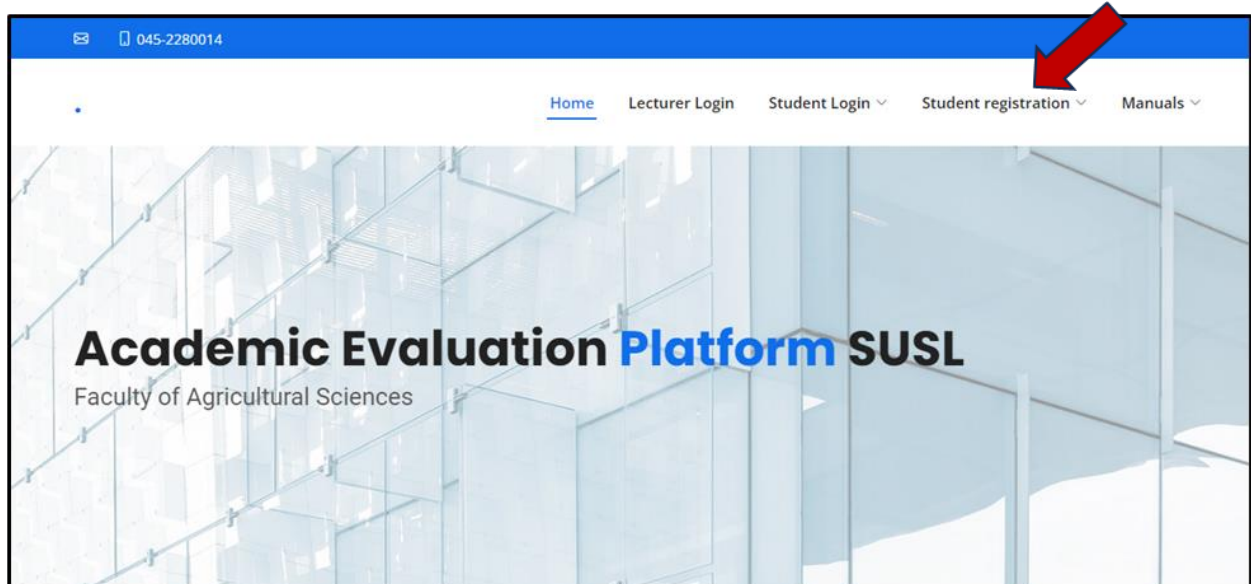 045-2280014
Home Lecturer Login Student Login Student registration Manuals
Academic Evaluation Platform SUSL
Faculty of Agricultural Sciences